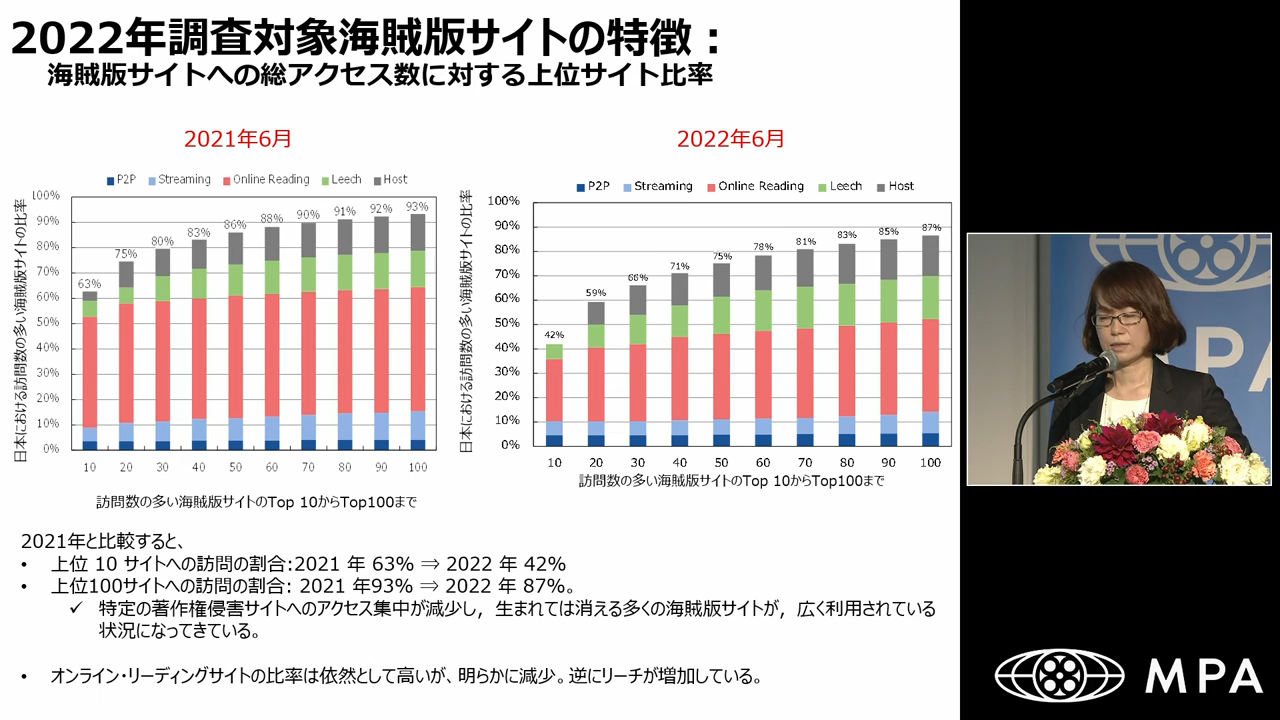 2022年調査対象海賊版サイトの特徴：
海賊版サイトへの総アクセス数に対する上位サイト比率
2021年6月
P2P Streaming Online Reading Leech Host
日本における訪問数の多い海賊版サイトの比率
100%
90%
80%
70%
60%
50%
40%
30%
20%
10%
0%
63% 75% 80% 83% 86% 88% 90% 91% 92% 93%
10 20 30 40 50 60 70 80 90 100
訪問数の多い海賊版サイトのTop 10からTop100まで
2022年6月
P2P Streaming Online Reading Leech Host
日本における訪問数の多い海賊版サイトの比率
100%
90%
80%
70%
60%
50%
40%
30%
20%
10%
0%
42% 59% 66% 71% 75% 78% 81% 83% 85% 87%
10 20 30 40 50 60 70 80 90 100
訪問数の多い海賊版サイトのTop 10からTop100まで
2021年と比較すると、
• 上位 10 サイトへの訪問の割合:2021 年 63% ⇒ 2022 年 42%
• 上位100サイトへの訪問の割合: 2021 年93% ⇒ 2022 年 87%。
✓ 特定の著作権侵害サイトへのアクセス集中が減少し，生まれては消える多くの海賊版サイトが，広く利用されている
状況になってきている。
• オンライン・リーディングサイトの比率は依然として高いが、明らかに減少。逆にリーチが増加している。
MPA
MPA